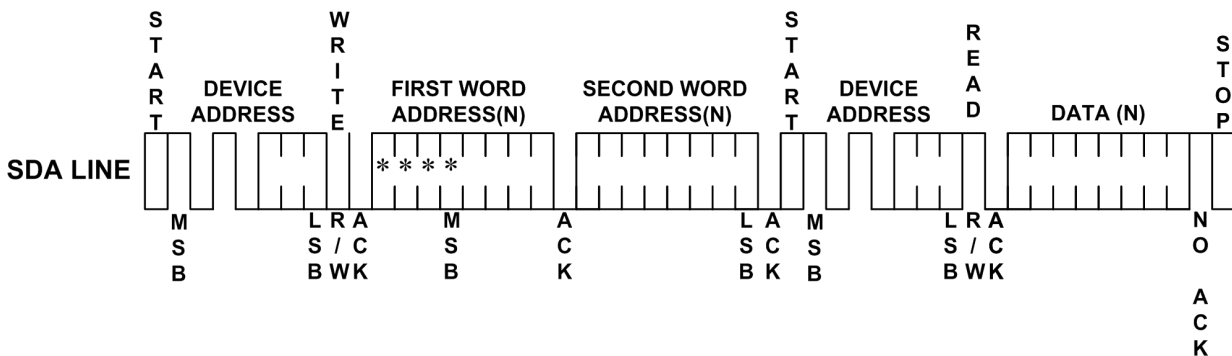 START
WRITE
START
READ
STOP
DEVICE
ADDRESS
FIRST WORD
ADDRESS(N)
SECOND WORD
ADDRESS(N)
DEVICE
ADDRESS
DATA (N)
SDA LINE
* * * *
MSB
LSB
R/W
ACK
MSB
ACK
LSB
ACK
MSB
LSB
R/W
ACK
NO ACK